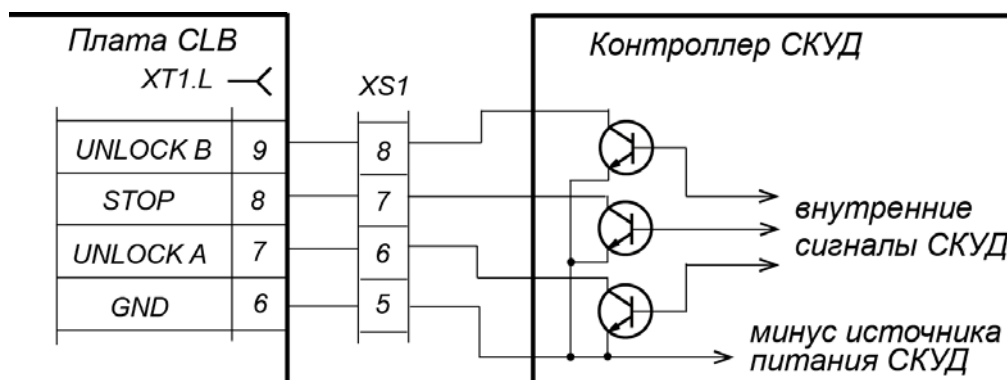 Плата CLB
Контроллер СКУД
XT1.L
XS1
UNLOCK B 9 8
STOP 8 7
UNLOCK A 7 6
GND 6 5
внутренние
сигналы СКУД
минус источника
питания СКУД